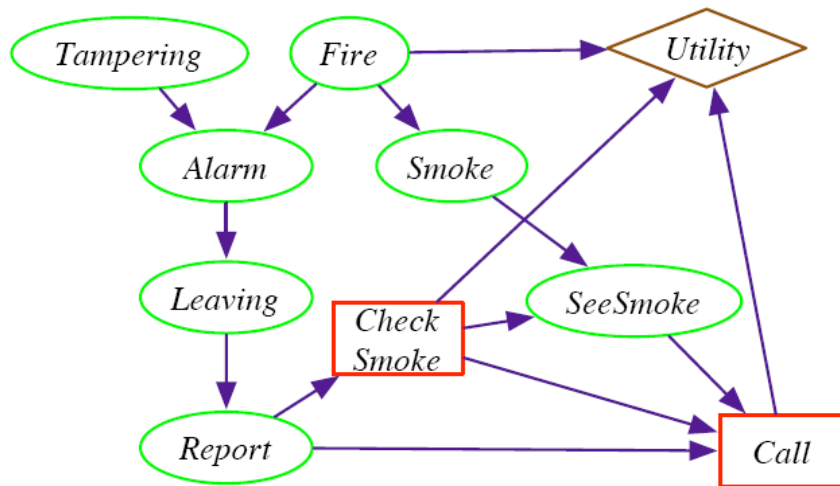 Tampering
Fire
Utility
Alarm
Smoke
Leaving
Check
Smoke
SeeSmoke
Report
Call